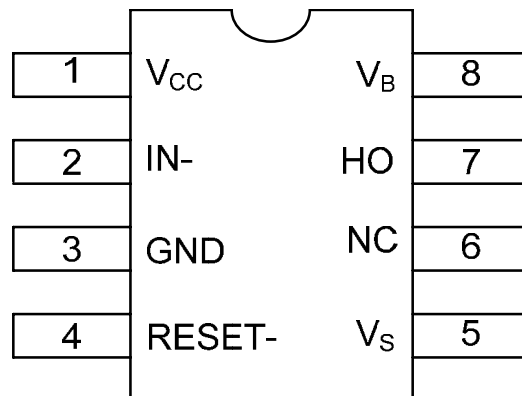 1 VCC VB 8
2 IN- HO 7
3 GND NC 6
4 RESET- VS 5